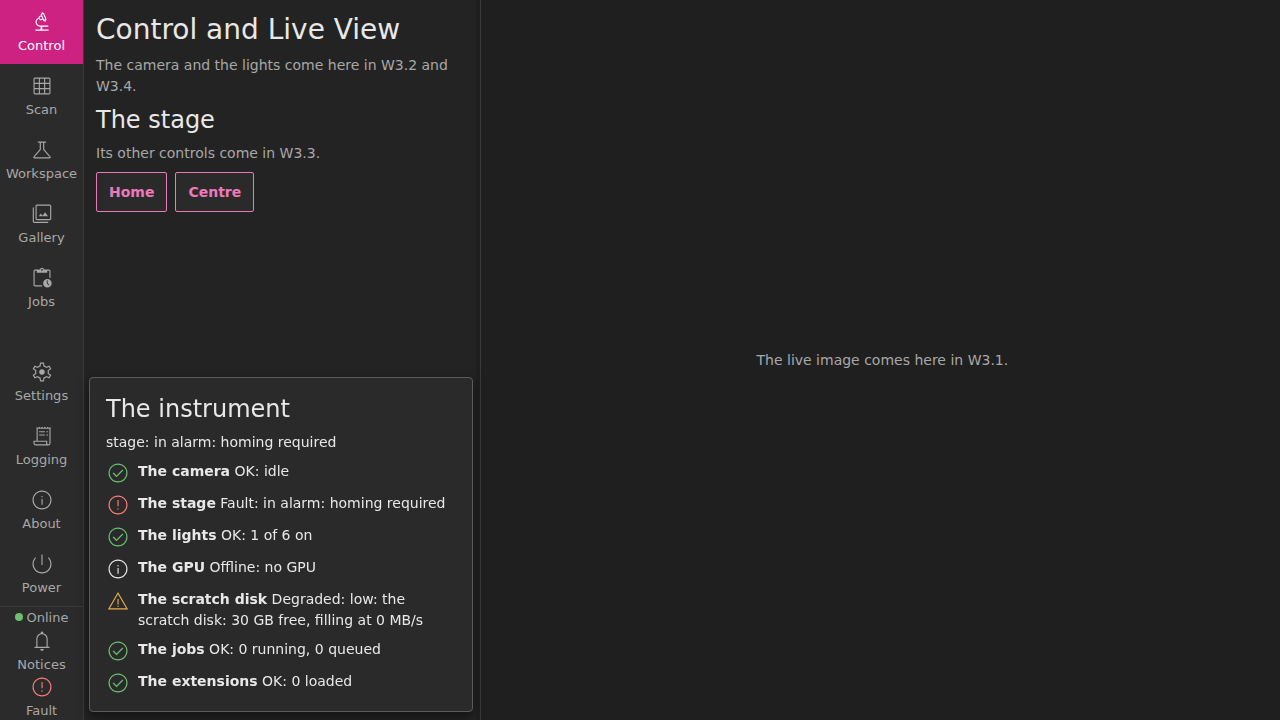 Control
Scan
Workspace
Gallery
Jobs
Settings
Logging
About
Power
Online
Notices
Fault
Control and Live View
The camera and the lights come here in W3.2 and
W3.4.
The stage
Its other controls come in W3.3.
Home
Centre
The instrument
stage: in alarm: homing required
The camera OK: idle
The stage Fault: in alarm: homing required
The lights OK: 1 of 6 on
The GPU Offline: no GPU
The scratch disk Degraded: low: the
scratch disk: 30 GB free, filling at 0 MB/s
The jobs OK: 0 running, 0 queued
The extensions OK: 0 loaded
The live image comes here in W3.1.